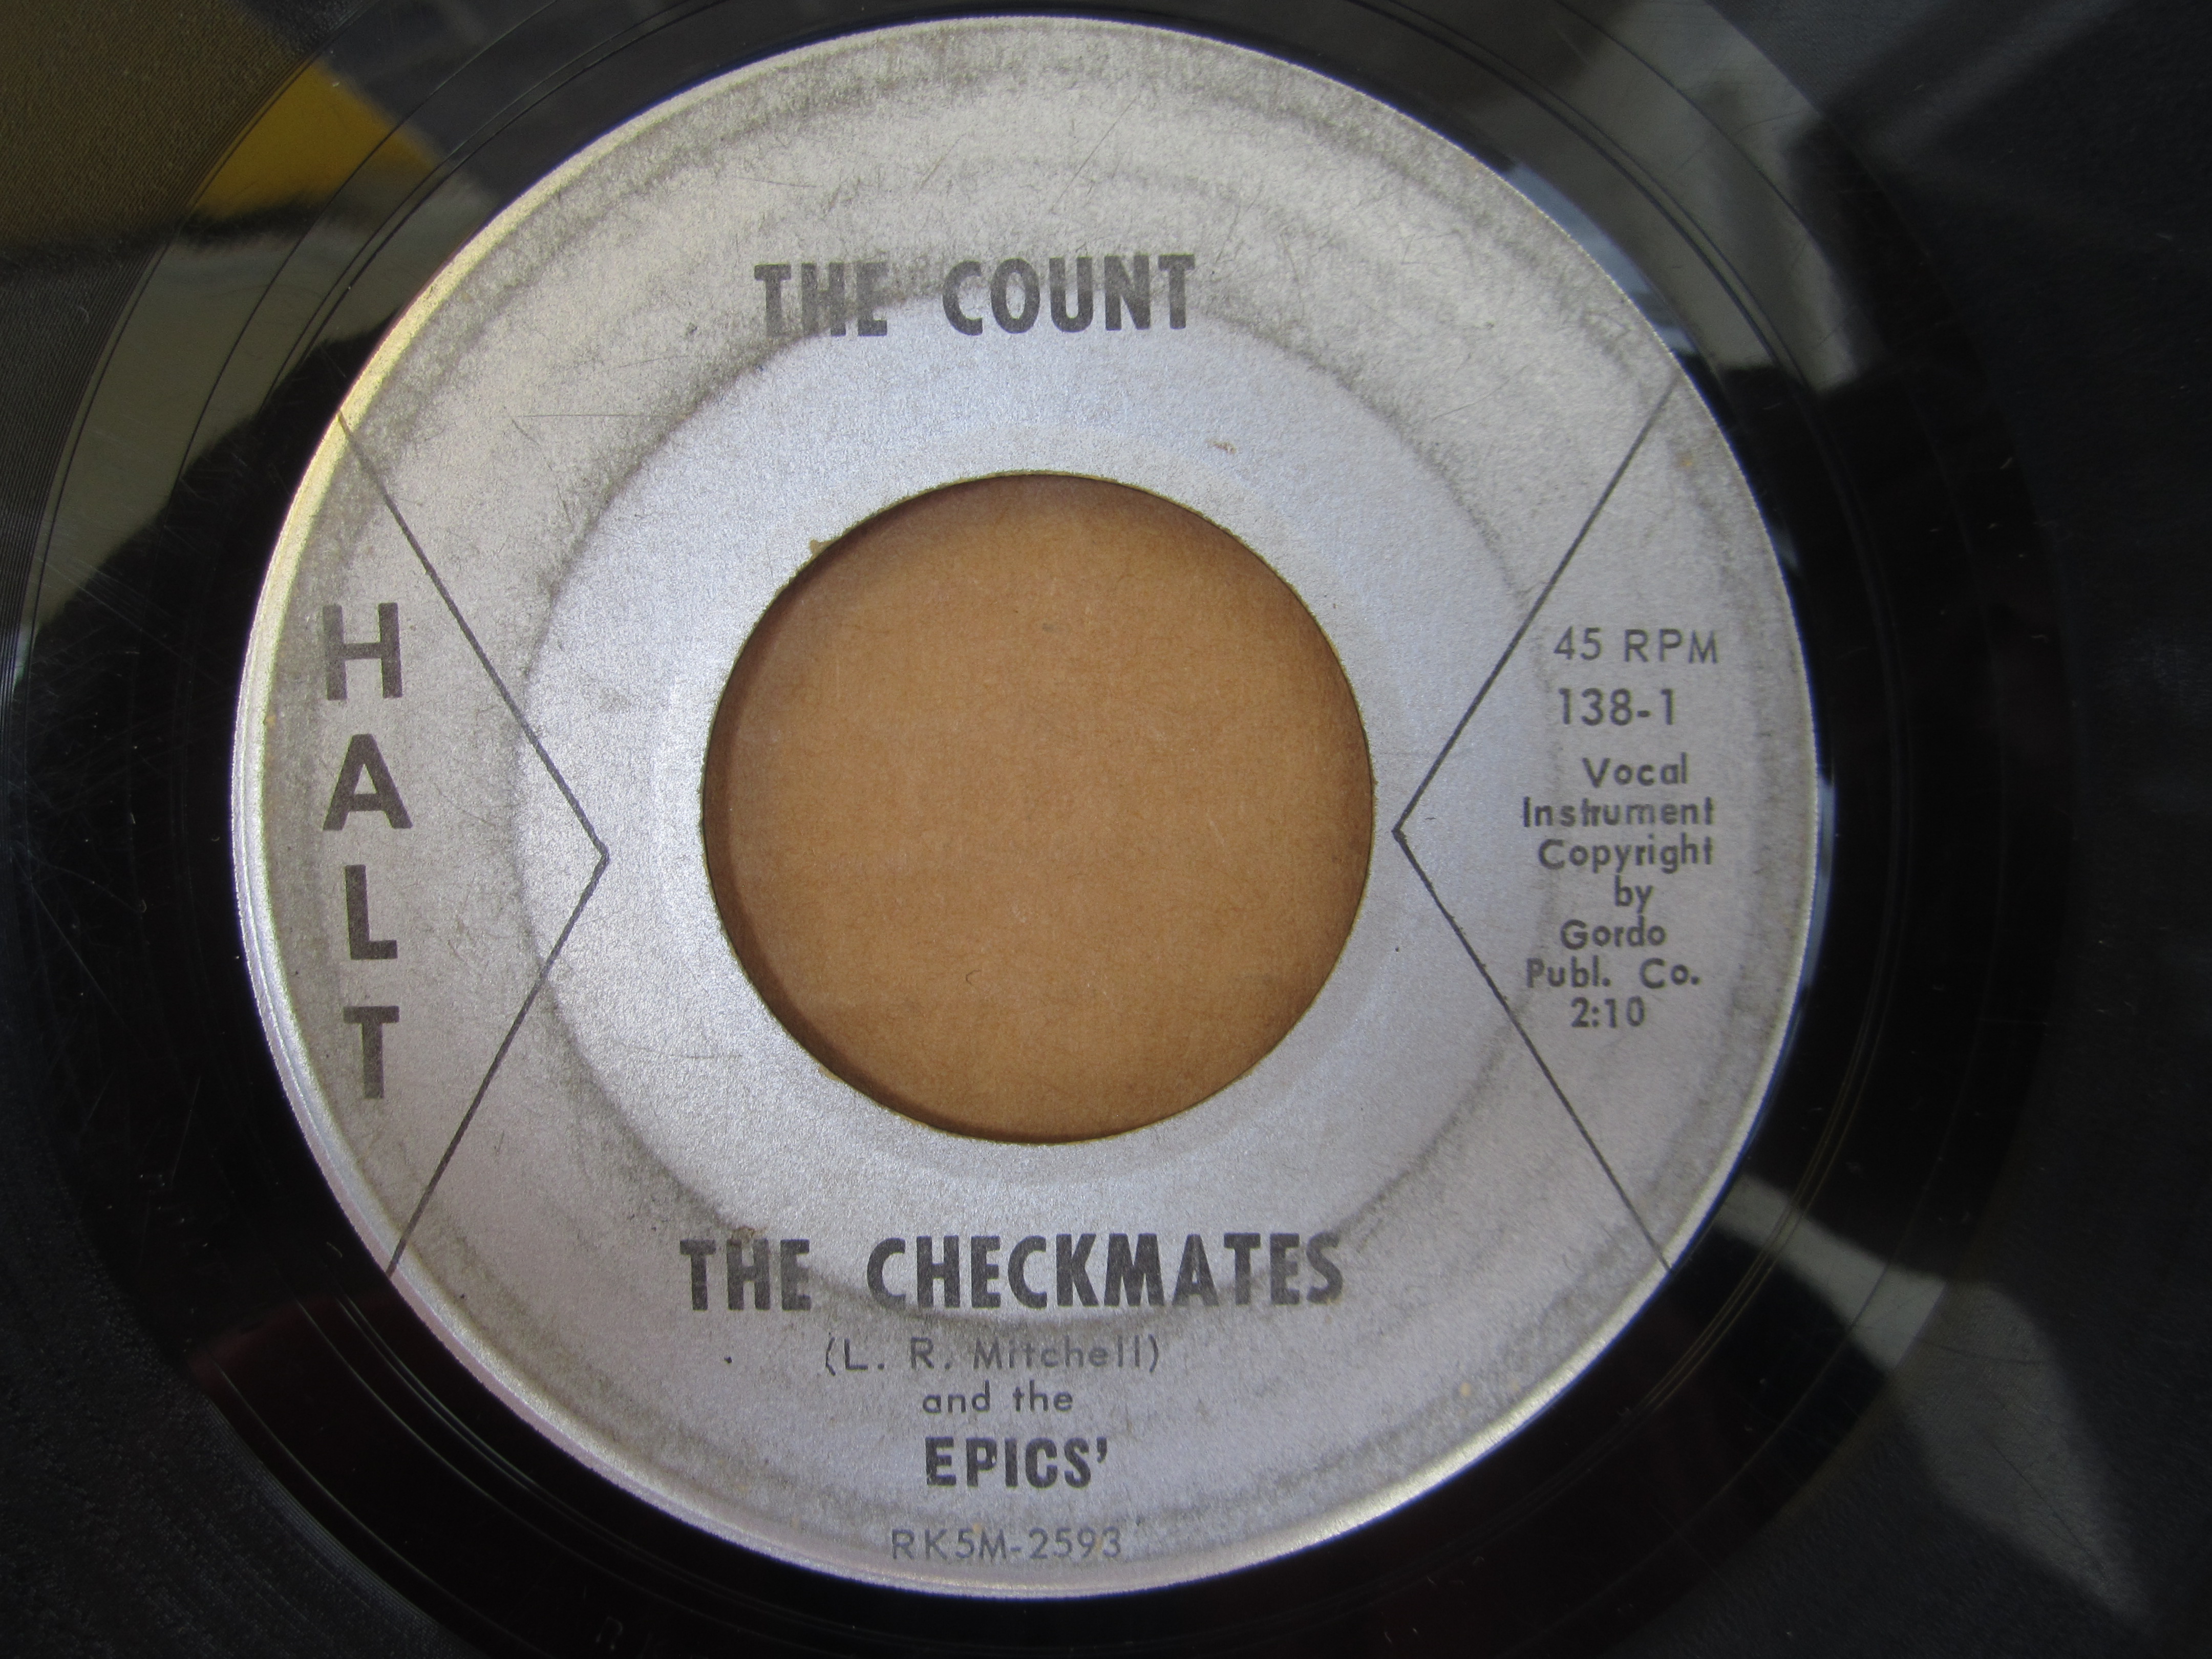 THE COUNT
HALT
45 RPM
138-1
Vocal
Instrument
Copyright
by
Gordo
Publ. Co.
2:10
THE CHECKMATES
(L. R. Mitchell)
and the
EPICS'
RK5M-2593